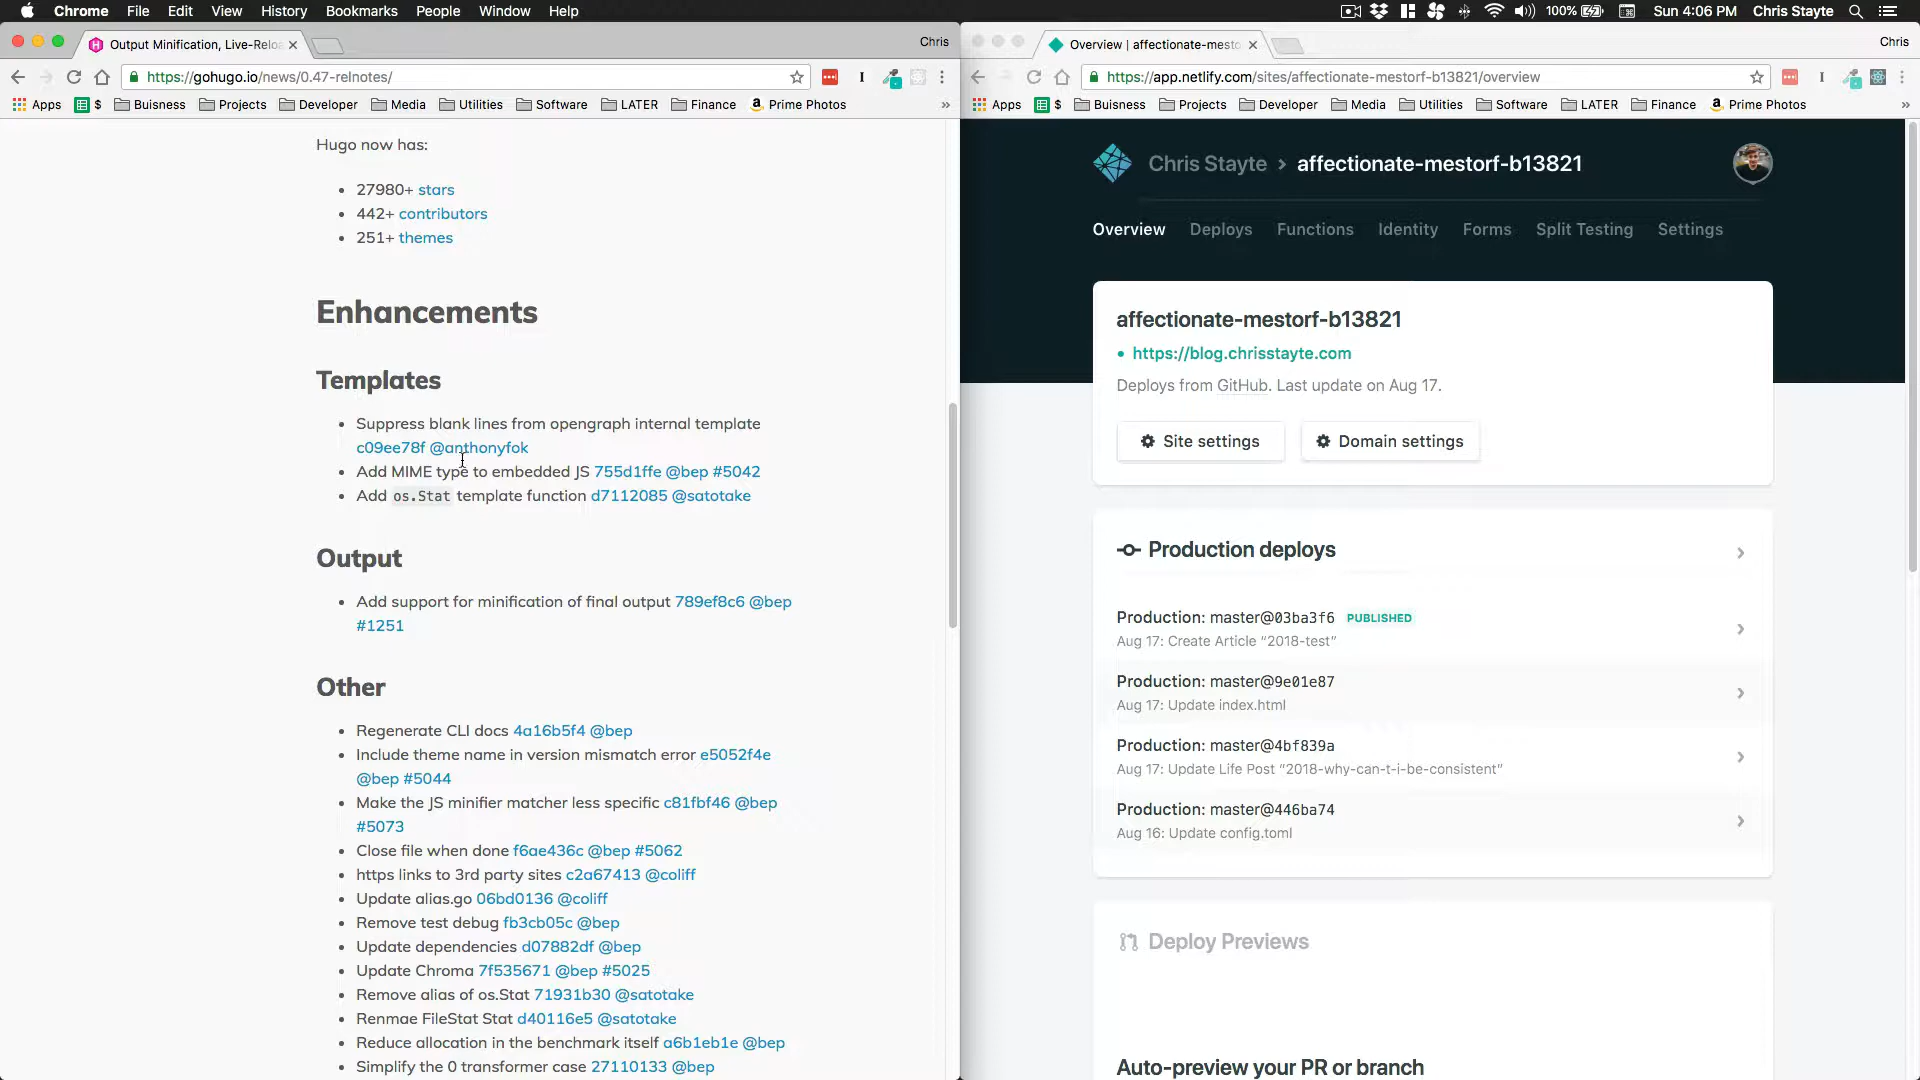 Chrome File Edit View History Bookmarks People Window Help
100% Sun 4:06 PM Chris Stayte
Output Minification, Live-Relo
Chris
https://gohugo.io/news/0.47-relnotes/
Apps $ Buisness Projects Developer Media Utilities Software LATER Finance Prime Photos »
Hugo now has:
27980+ stars
442+ contributors
251+ themes
Enhancements
Templates
Suppress blank lines from opengraph internal template
c09ee78f @anthonyfok
Add MIME type to embedded JS 755d1ffe @bep #5042
Add os.Stat template function d7112085 @satotake
Output
Add support for minification of final output 789ef8c6 @bep
#1251
Other
Regenerate CLI docs 4a16b5f4 @bep
Include theme name in version mismatch error e5052f4e
@bep #5044
Make the JS minifier matcher less specific c81fbf46 @bep
#5073
Close file when done f6ae436c @bep #5062
https links to 3rd party sites c2a67413 @coliff
Update alias.go 06bd0136 @coliff
Remove test debug fb3cb05c @bep
Update dependencies d07882df @bep
Update Chroma 7f535671 @bep #5025
Remove alias of os.Stat 71931b30 @satotake
Renmae FileStat Stat d40116e5 @satotake
Reduce allocation in the benchmark itself a6b1eb1e @bep
Simplify the 0 transformer case 27110133 @bep
Overview | affectionate-mesto
Chris
https://app.netlify.com/sites/affectionate-mestorf-b13821/overview
Apps $ Buisness Projects Developer Media Utilities Software LATER Finance Prime Photos »
Chris Stayte > affectionate-mestorf-b13821
Overview Deploys Functions Identity Forms Split Testing Settings
affectionate-mestorf-b13821
https://blog.chrisstayte.com
Deploys from GitHub. Last update on Aug 17.
Site settings Domain settings
Production deploys
Production: master@03ba3f6 PUBLISHED
Aug 17: Create Article “2018-test”
Production: master@9e01e87
Aug 17: Update index.html
Production: master@4bf839a
Aug 17: Update Life Post “2018-why-can-t-i-be-consistent”
Production: master@446ba74
Aug 16: Update config.toml
Deploy Previews
Auto-preview your PR or branch